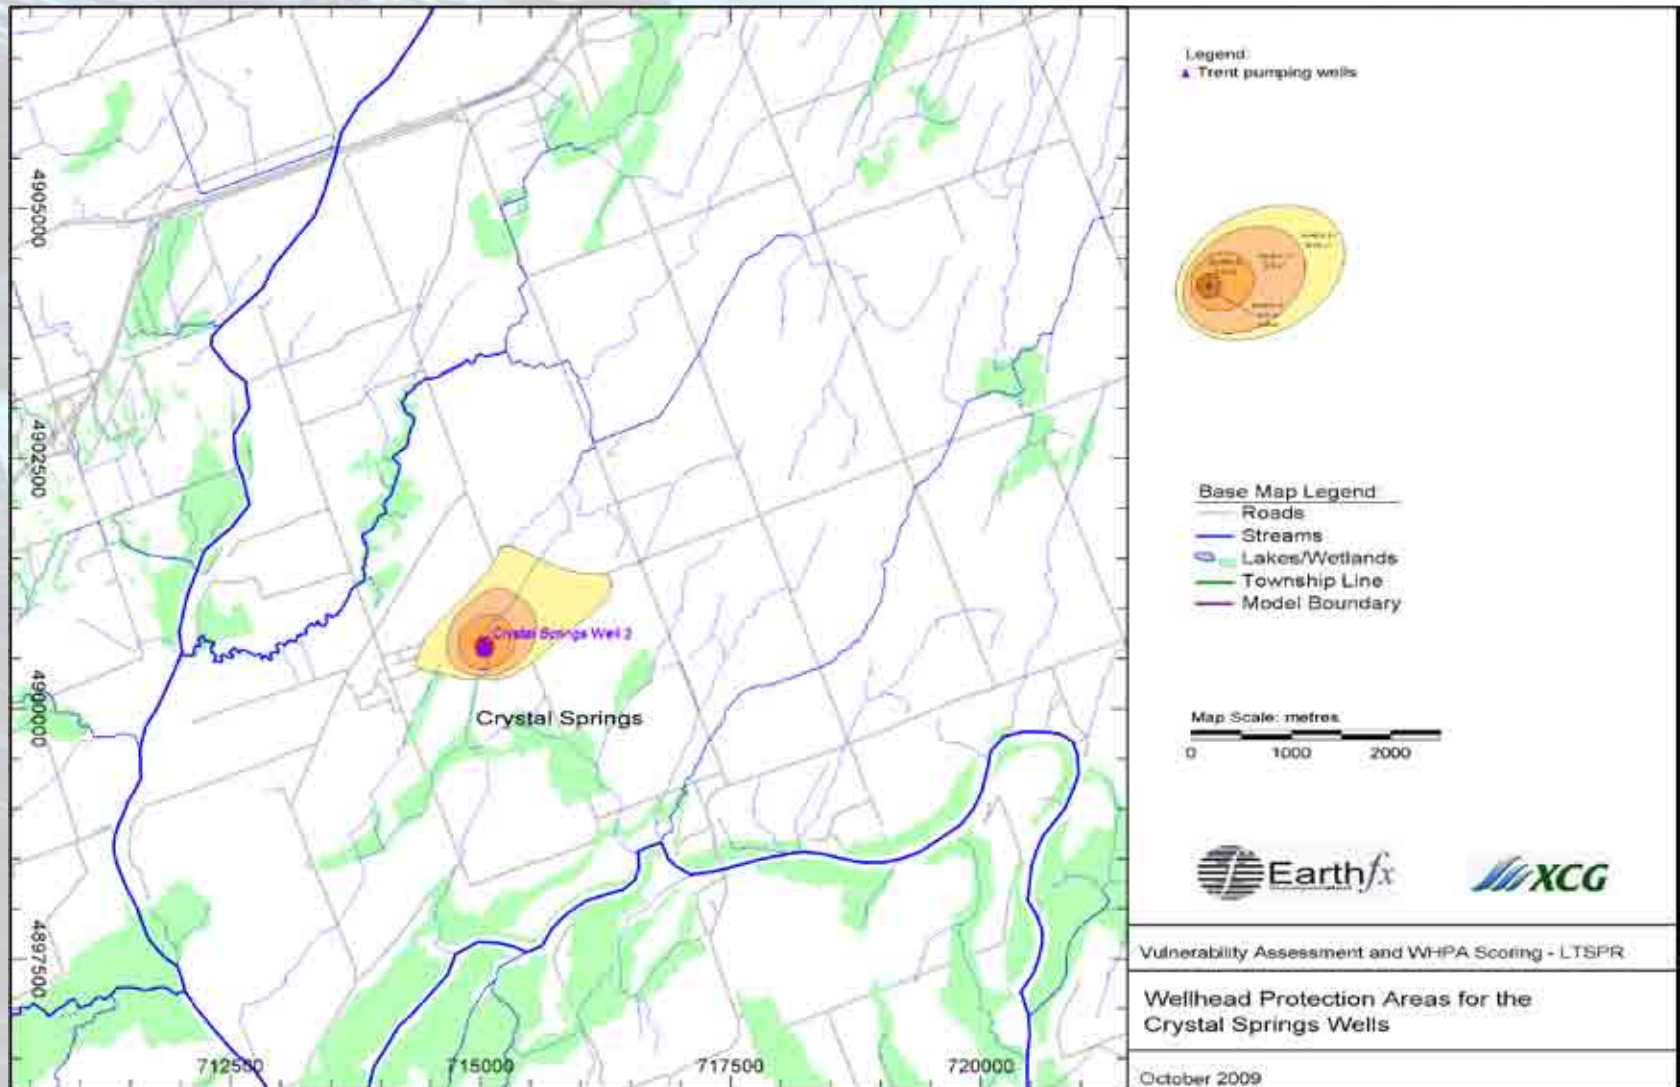 4905000
4902500
4900000
4897500
712500
715000
717500
720000
Crystal Springs Well 2
Crystal Springs
Legend:
Trent pumping wells
Base Map Legend
Roads
Streams
Lakes/Wetlands
Township Line
Model Boundary
Map Scale: metres
0 1000 2000
Earthfx
XCG
Vulnerability Assessment and WHPA Scoring - LTSPR
Wellhead Protection Areas for the
Crystal Springs Wells
October 2009